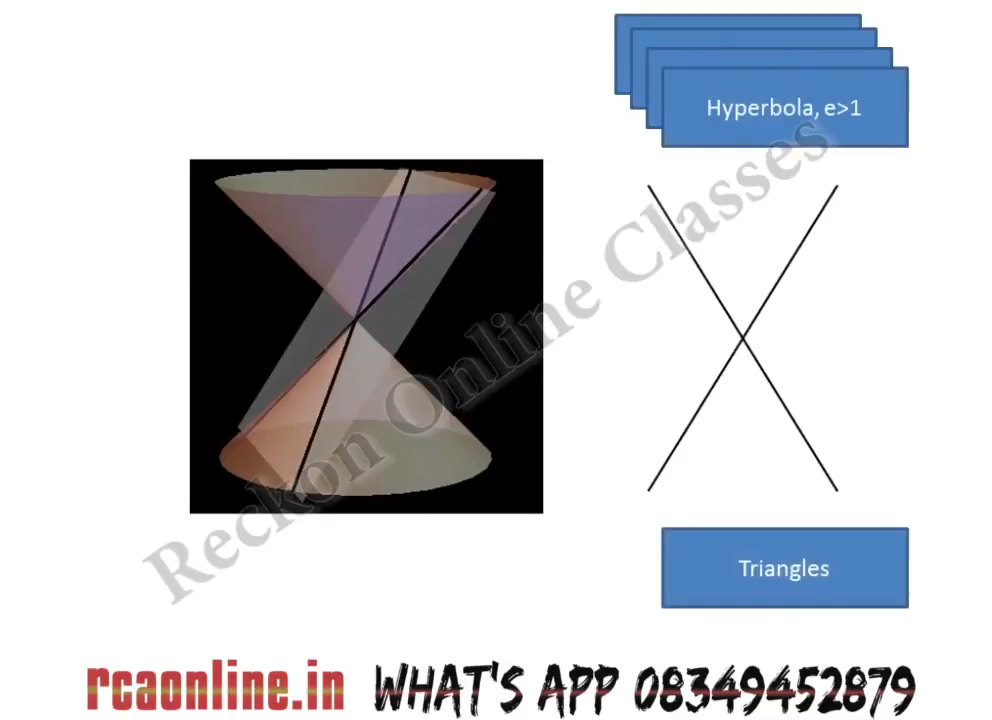 Hyperbola, e>1
Reckon Online Classes
Triangles
rcaonline.in WHAT'S APP 08349452879